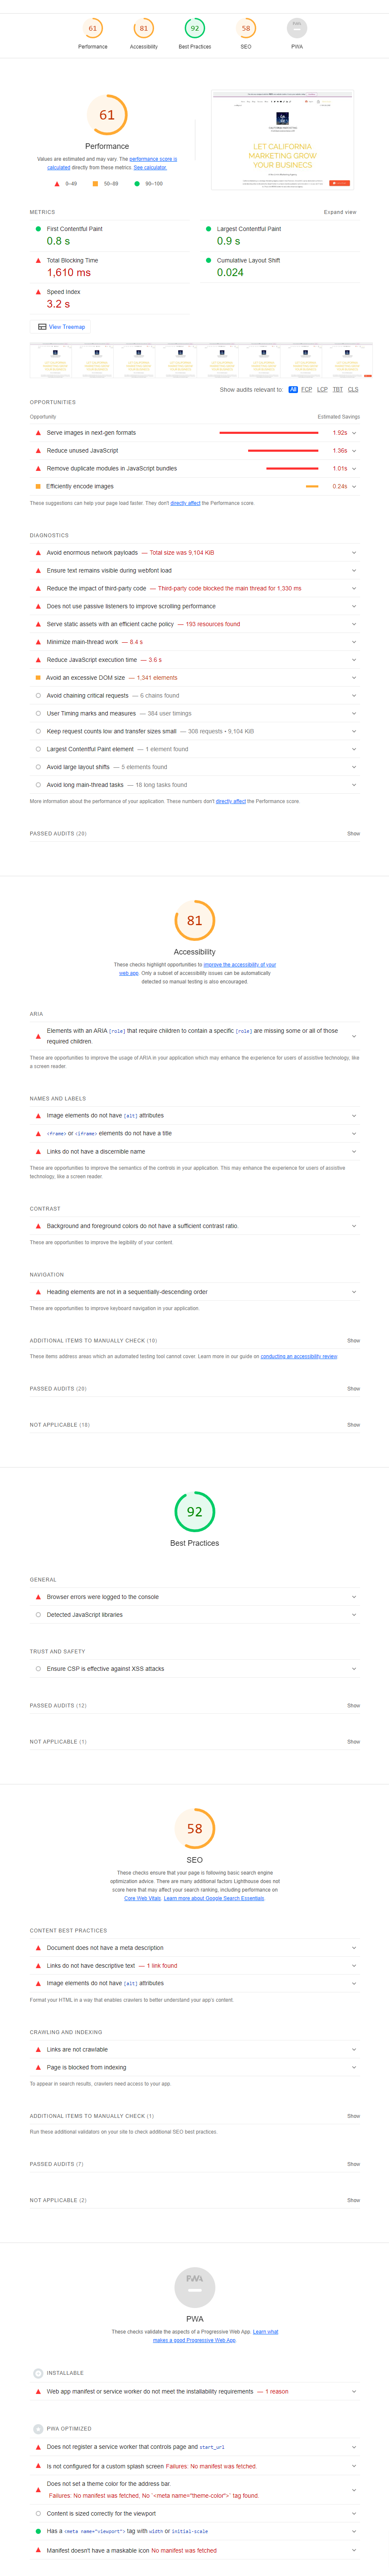 61
81
92
58
PWA
Performance
Accessibility
Best Practices
SEO
PWA
61
Performance
Values are estimated and may vary. The performance score is
calculated directly from these metrics. See calculator.
0–49
50–89
90–100
LET CALIFORNIA
MARKETING GROW
YOUR BUSINECS
METRICS
Expand view
First Contentful Paint
0.8 s
Largest Contentful Paint
0.9 s
Total Blocking Time
1,610 ms
Cumulative Layout Shift
0.024
Speed Index
3.2 s
View Treemap
Show audits relevant to: All FCP LCP TBT CLS
OPPORTUNITIES
Opportunity
Estimated Savings
Serve images in next-gen formats
1.92s
Reduce unused JavaScript
1.36s
Remove duplicate modules in JavaScript bundles
1.01s
Efficiently encode images
0.24s
These suggestions can help your page load faster. They don't directly affect the Performance score.
DIAGNOSTICS
Avoid enormous network payloads — Total size was 9,104 KiB
Ensure text remains visible during webfont load
Reduce the impact of third-party code — Third-party code blocked the main thread for 1,330 ms
Does not use passive listeners to improve scrolling performance
Serve static assets with an efficient cache policy — 193 resources found
Minimize main-thread work — 8.4 s
Reduce JavaScript execution time — 3.6 s
Avoid an excessive DOM size — 1,341 elements
Avoid chaining critical requests — 6 chains found
User Timing marks and measures — 384 user timings
Keep request counts low and transfer sizes small — 308 requests • 9,104 KiB
Largest Contentful Paint element — 1 element found
Avoid large layout shifts — 5 elements found
Avoid long main-thread tasks — 18 long tasks found
More information about the performance of your application. These numbers don't directly affect the Performance score.
PASSED AUDITS (28)
Show
81
Accessibility
These checks highlight opportunities to improve the accessibility of your
web app. Only a subset of accessibility issues can be automatically
detected so manual testing is also encouraged.
ARIA
Elements with an ARIA [role] that require children to contain a specific [role] are missing some or all of those
required children.
These are opportunities to improve the usage of ARIA in your application which may enhance the experience for users of assistive technology, like
a screen reader.
NAMES AND LABELS
Image elements do not have [alt] attributes
<frame> or <iframe> elements do not have a title
Links do not have a discernible name
These are opportunities to improve the semantics of the controls in your application. This may enhance the experience for users of assistive
technology, like a screen reader.
CONTRAST
Background and foreground colors do not have a sufficient contrast ratio.
These are opportunities to improve the legibility of your content.
NAVIGATION
Heading elements are not in a sequentially-descending order
These are opportunities to improve keyboard navigation in your application.
ADDITIONAL ITEMS TO MANUALLY CHECK (10)
Show
These items address areas which an automated testing tool cannot cover. Learn more in our guide on conducting an accessibility review.
PASSED AUDITS (20)
Show
NOT APPLICABLE (18)
Show
92
Best Practices
GENERAL
Browser errors were logged to the console
Detected JavaScript libraries
TRUST AND SAFETY
Ensure CSP is effective against XSS attacks
PASSED AUDITS (12)
Show
NOT APPLICABLE (1)
Show
58
SEO
These checks ensure that your page is following basic search engine
optimization advice. There are many additional factors Lighthouse does not
score here that may affect your search ranking, including performance on
Core Web Vitals. Learn more about Google Search Essentials.
CONTENT BEST PRACTICES
Document does not have a meta description
Links do not have descriptive text — 1 link found
Image elements do not have [alt] attributes
Format your HTML in a way that enables crawlers to better understand your app's content.
CRAWLING AND INDEXING
Links are not crawlable
Page is blocked from indexing
To appear in search results, crawlers need access to your app.
ADDITIONAL ITEMS TO MANUALLY CHECK (1)
Show
Run these additional validators on your site to check additional SEO best practices.
PASSED AUDITS (7)
Show
NOT APPLICABLE (2)
Show
PWA
PWA
These checks validate the aspects of a Progressive Web App. Learn what
makes a good Progressive Web App.
INSTALLABLE
Web app manifest or service worker do not meet the installability requirements — 1 reason
PWA OPTIMIZED
Does not register a service worker that controls page and start_url
Is not configured for a custom splash screen Failures: No manifest was fetched.
Does not set a theme color for the address bar.
Failures: No manifest was fetched, No `<meta name="theme-color">` tag found.
Content is sized correctly for the viewport
Has a <meta name="viewport"> tag with width or initial-scale
Manifest doesn't have a maskable icon No manifest was fetched